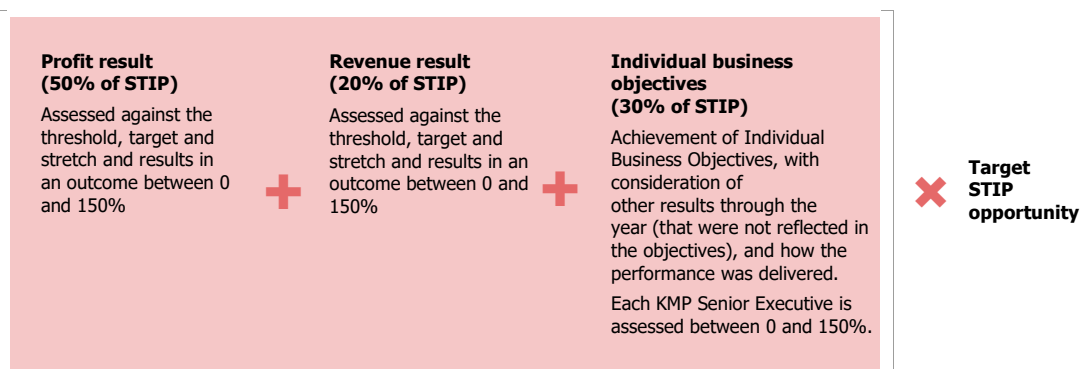 Profit result
(50% of STIP)
Assessed against the
threshold, target and
stretch and results in
an outcome between 0
and 150%
Revenue result
(20% of STIP)
Assessed against the
threshold, target and
stretch and results in an
outcome between 0 and
150%
Individual business
objectives
(30% of STIP)
Achievement of Individual
Business Objectives, with
consideration of
other results through the
year (that were not reflected in
the objectives), and how the
performance was delivered.
Each KMP Senior Executive is
assessed between 0 and 150%.
Target
STIP
opportunity